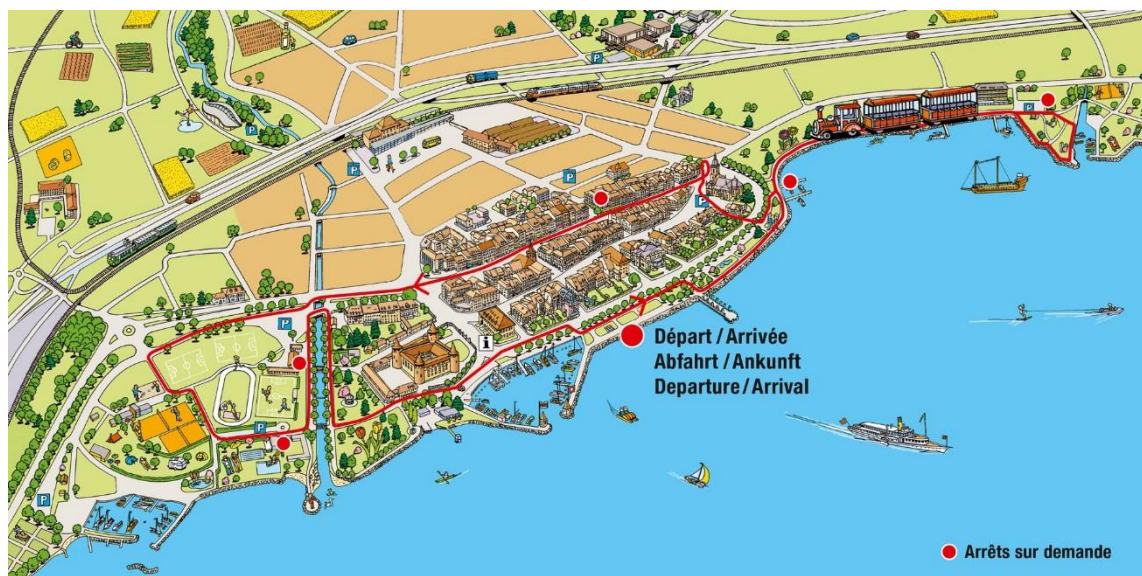 P
P
P
P
P
P
P
P
i
Départ / Arrivée
Abfahrt / Ankunft
Departure / Arrival
P
P
Arrêts sur demande